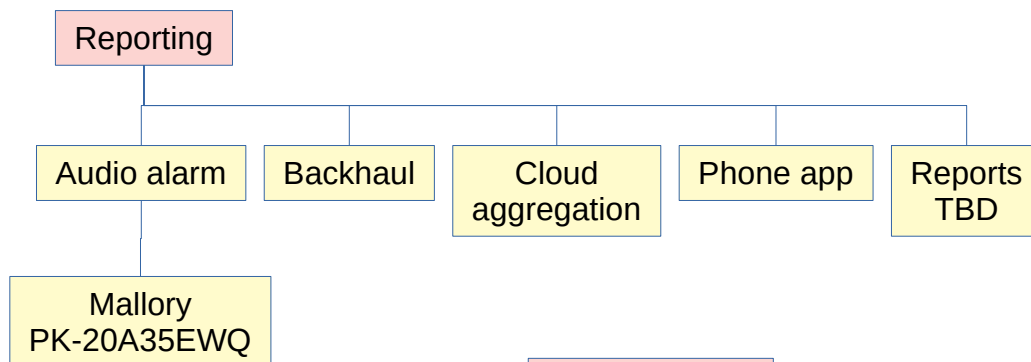 Reporting
Audio alarm
Backhaul
Cloud
aggregation
Phone app
Reports
TBD
Mallory
PK-20A35EWQ